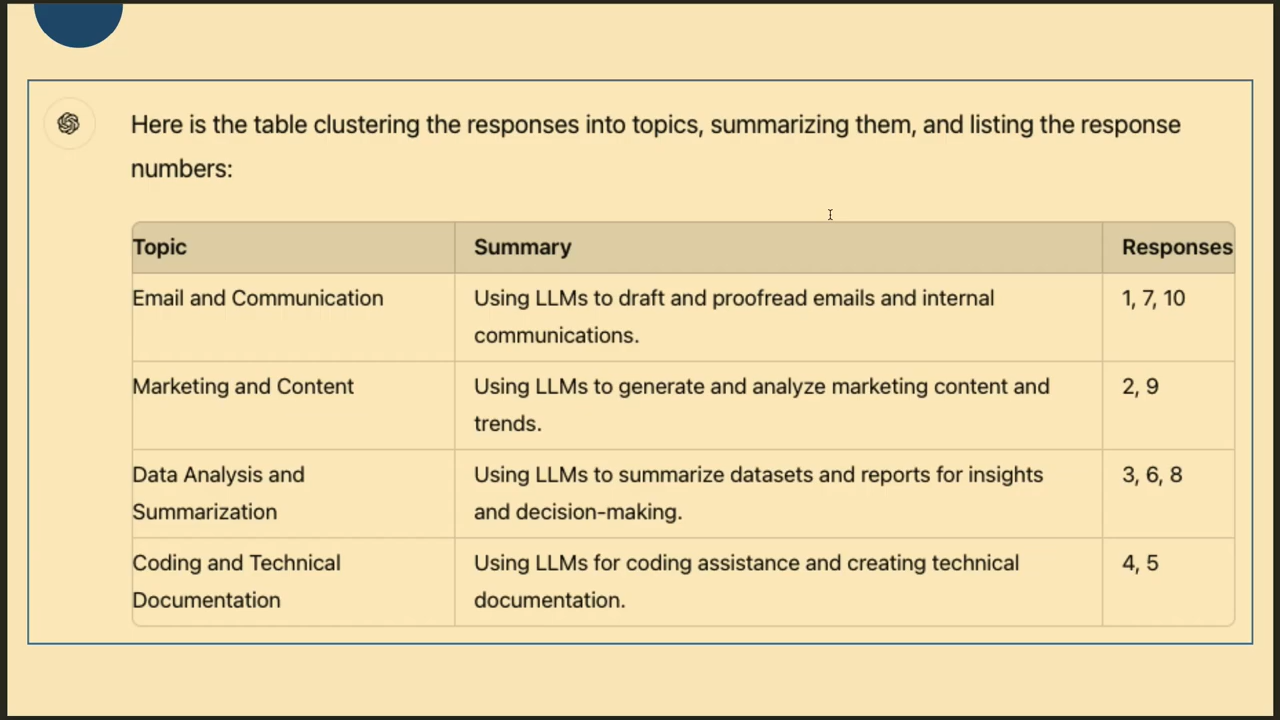 Here is the table clustering the responses into topics, summarizing them, and listing the response
numbers:
Topic Summary Responses
Email and Communication Using LLMs to draft and proofread emails and internal 1, 7, 10
communications.
Marketing and Content Using LLMs to generate and analyze marketing content and 2, 9
trends.
Data Analysis and Using LLMs to summarize datasets and reports for insights 3, 6, 8
Summarization and decision-making.
Coding and Technical Using LLMs for coding assistance and creating technical 4, 5
Documentation documentation.